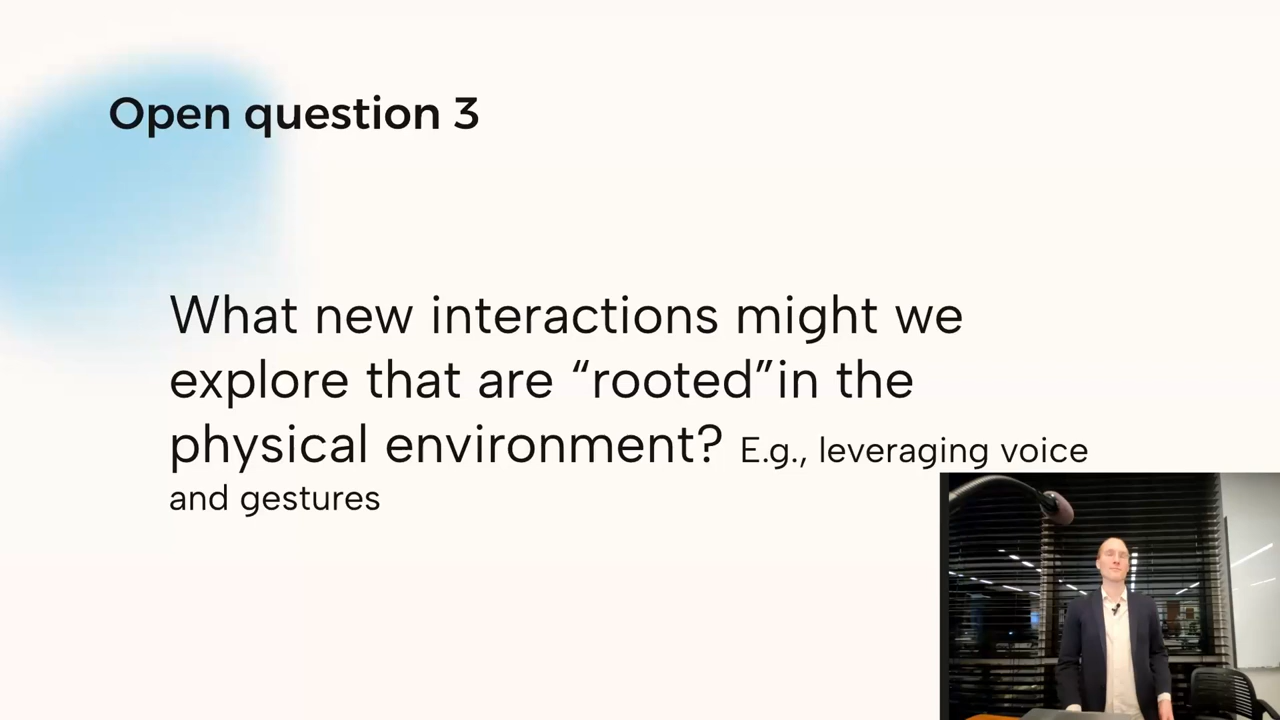 Open question 3
What new interactions might we
explore that are “rooted”in the
physical environment? E.g., leveraging voice
and gestures